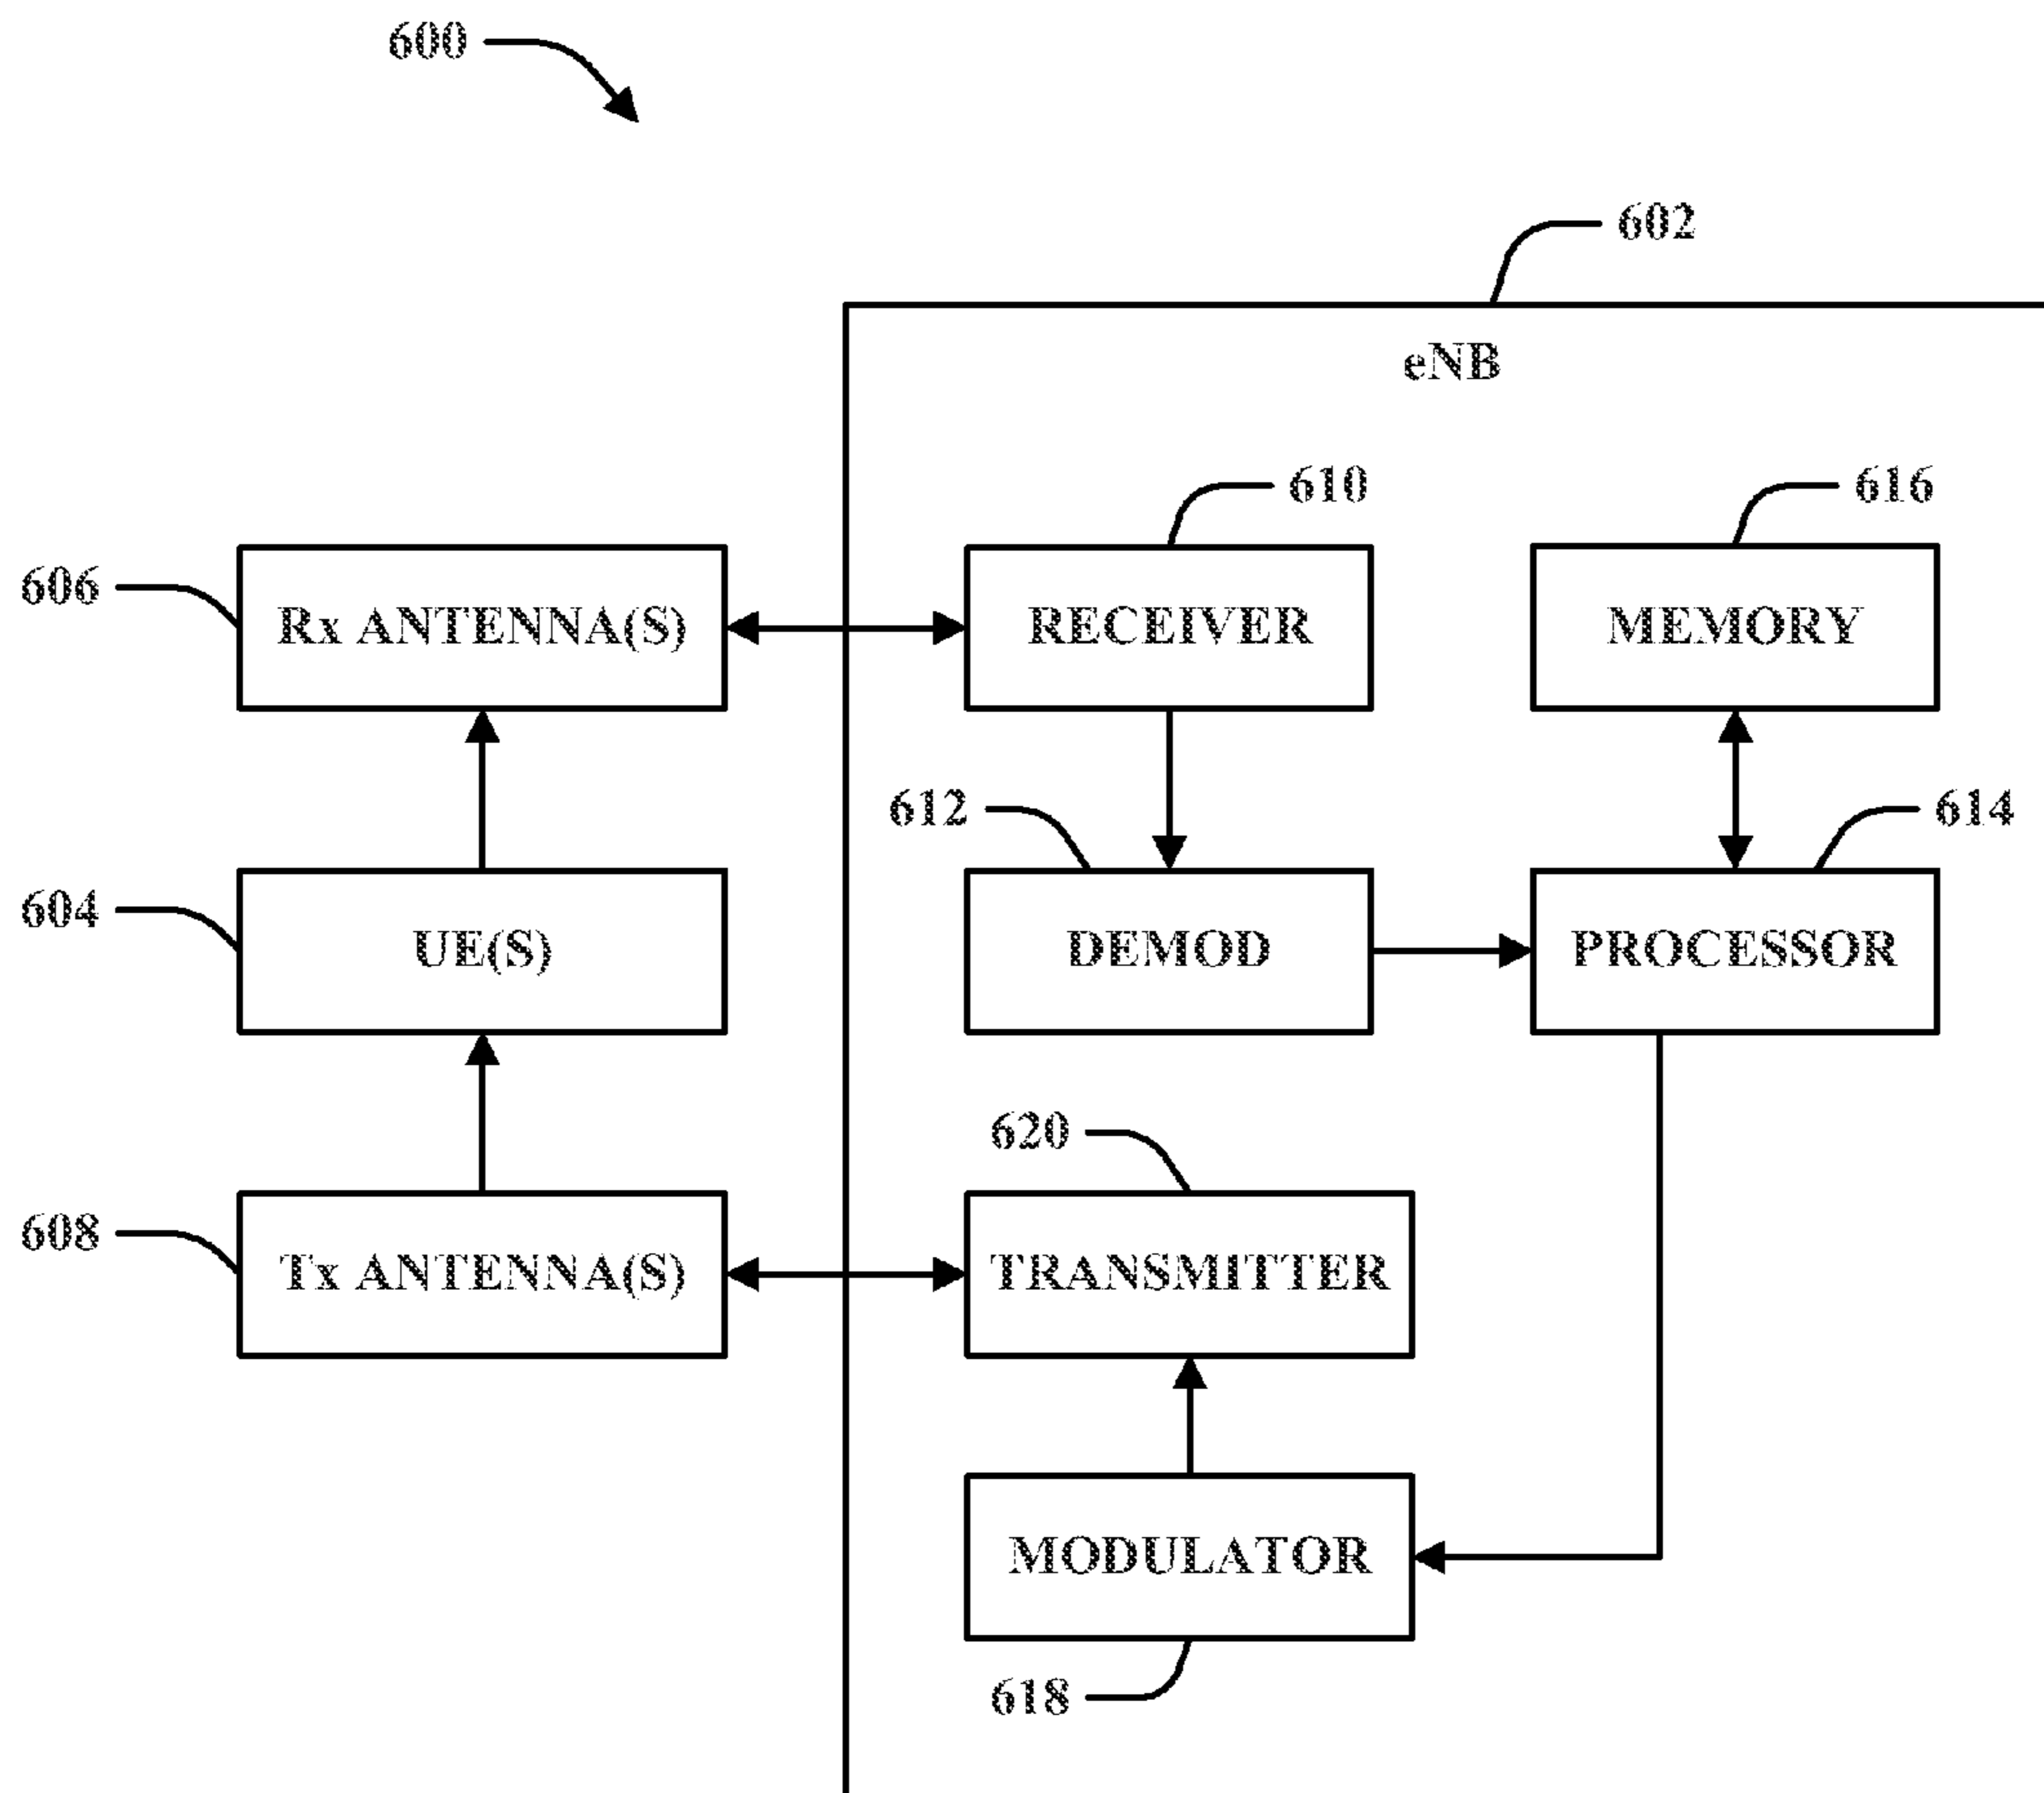 600
602
eNB
610
616
606
Rx ANTENNA(S)
RECEIVER
MEMORY
612
614
604
UE(S)
DEMOD
PROCESSOR
620
608
Tx ANTENNA(S)
TRANSMITTER
MODULATOR
618